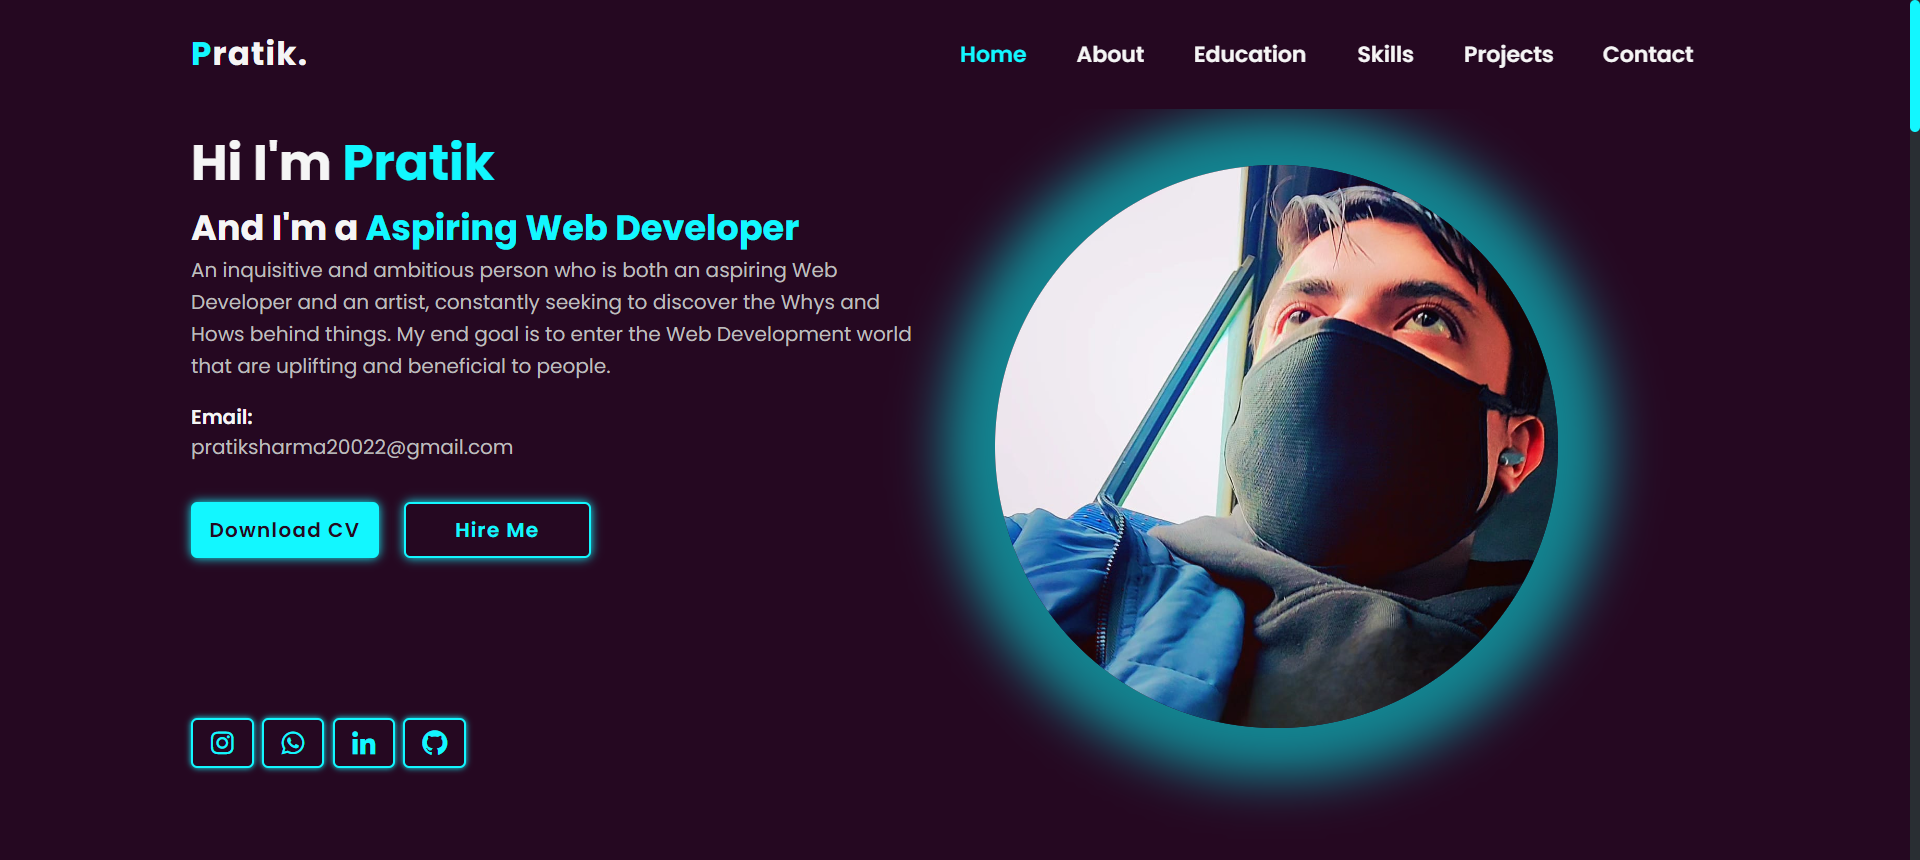 Pratik.
Home About Education Skills Projects Contact
Hi I'm Pratik
And I'm a Aspiring Web Developer
An inquisitive and ambitious person who is both an aspiring Web
Developer and an artist, constantly seeking to discover the Whys and
Hows behind things. My end goal is to enter the Web Development world
that are uplifting and beneficial to people.
Email:
pratiksharma20022@gmail.com
Download CV Hire Me